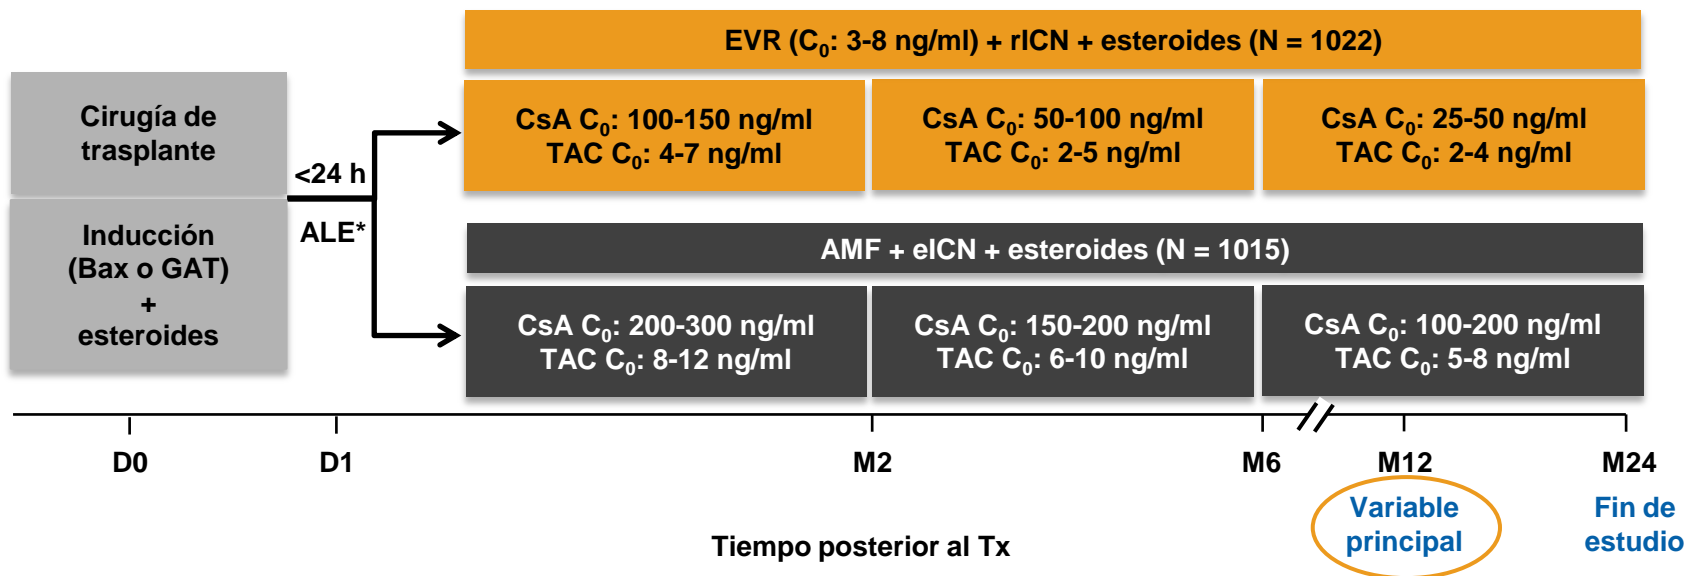 EVR (C₀: 3-8 ng/ml) + rICN + esteroides (N = 1022)
Cirugía de
trasplante
CsA C₀: 100-150 ng/ml
TAC C₀: 4-7 ng/ml
CsA C₀: 50-100 ng/ml
TAC C₀: 2-5 ng/ml
CsA C₀: 25-50 ng/ml
TAC C₀: 2-4 ng/ml
<24 h
ALE*
Inducción
(Bax o GAT)
+
esteroides
AMF + eICN + esteroides (N = 1015)
CsA C₀: 200-300 ng/ml
TAC C₀: 8-12 ng/ml
CsA C₀: 150-200 ng/ml
TAC C₀: 6-10 ng/ml
CsA C₀: 100-200 ng/ml
TAC C₀: 5-8 ng/ml
D0
D1
M2
M6
M12
M24
Variable
principal
Fin de
estudio
Tiempo posterior al Tx